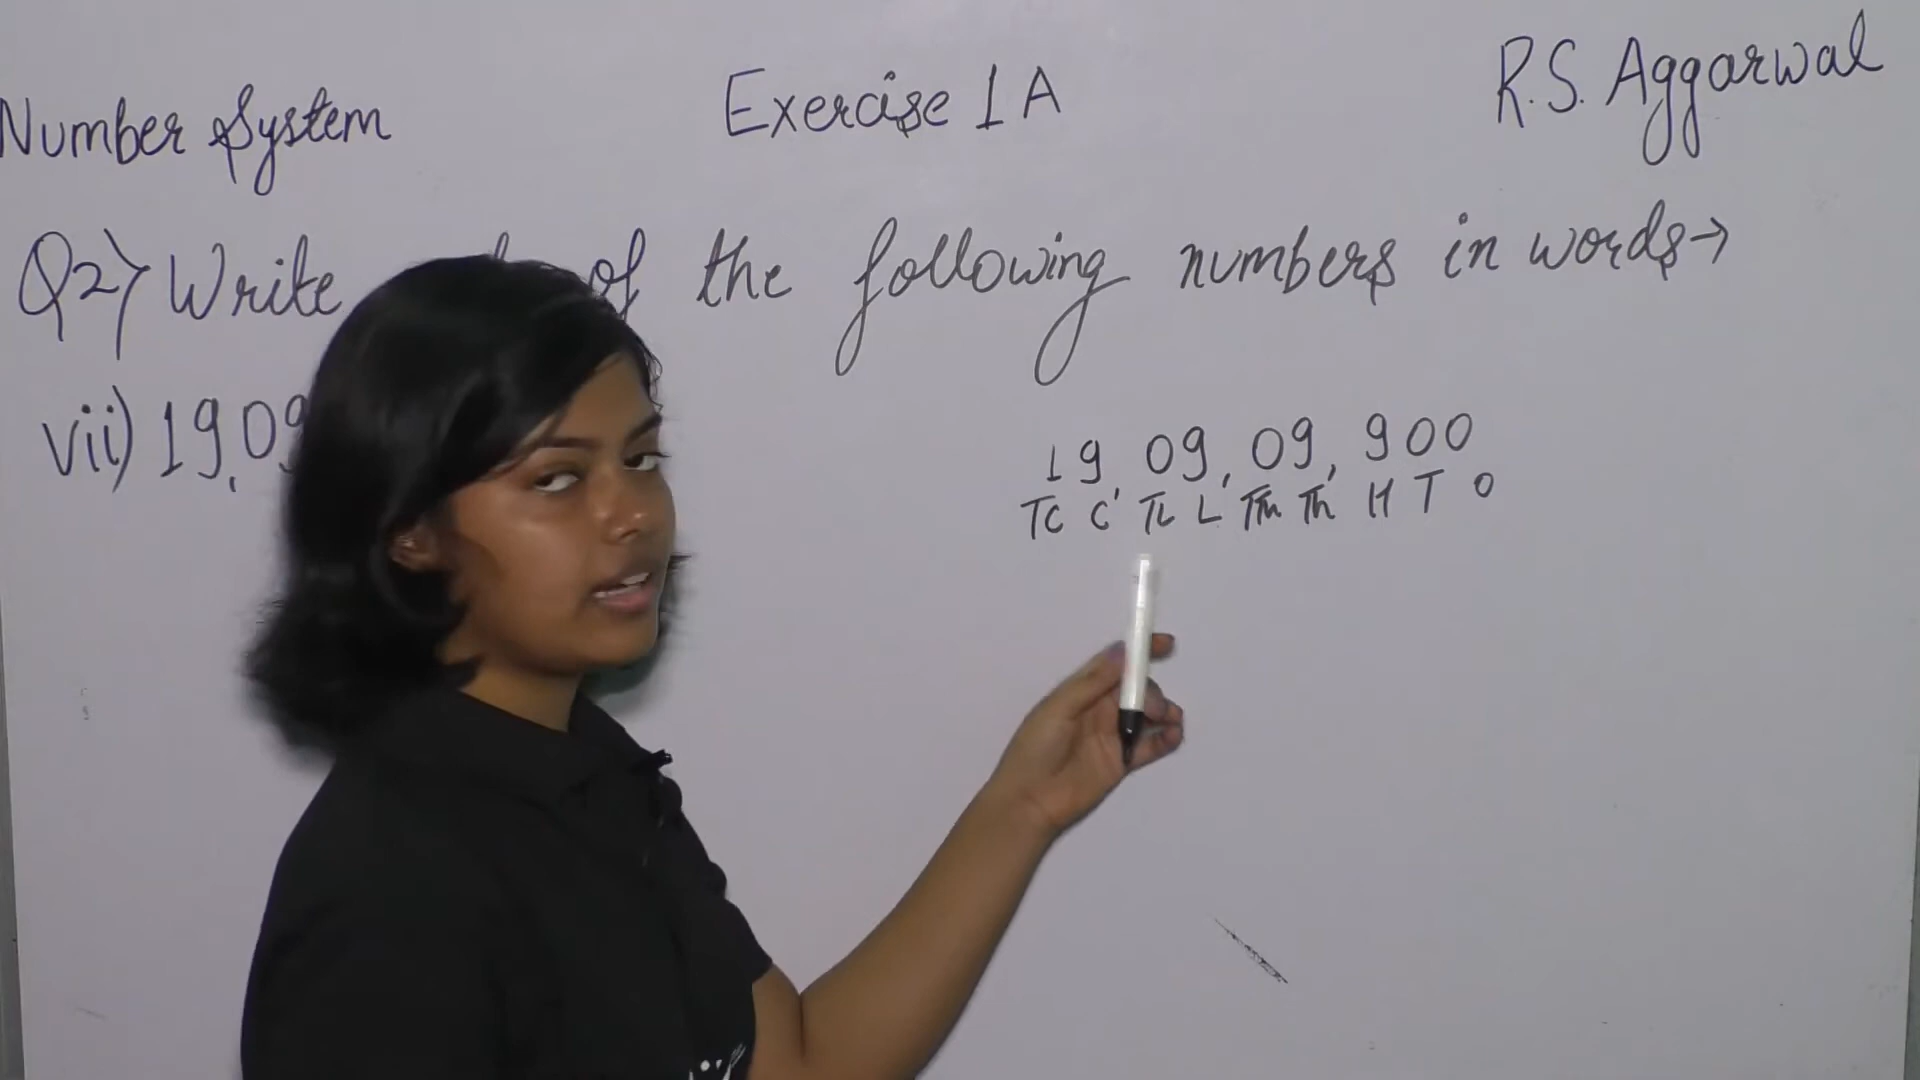 Number System
Exercise 1A
R.S. Aggarwal
Q2) Write of the following numbers in words→
vii) 19,09
19,09,09,900
TC C TL L TTh Th H T O